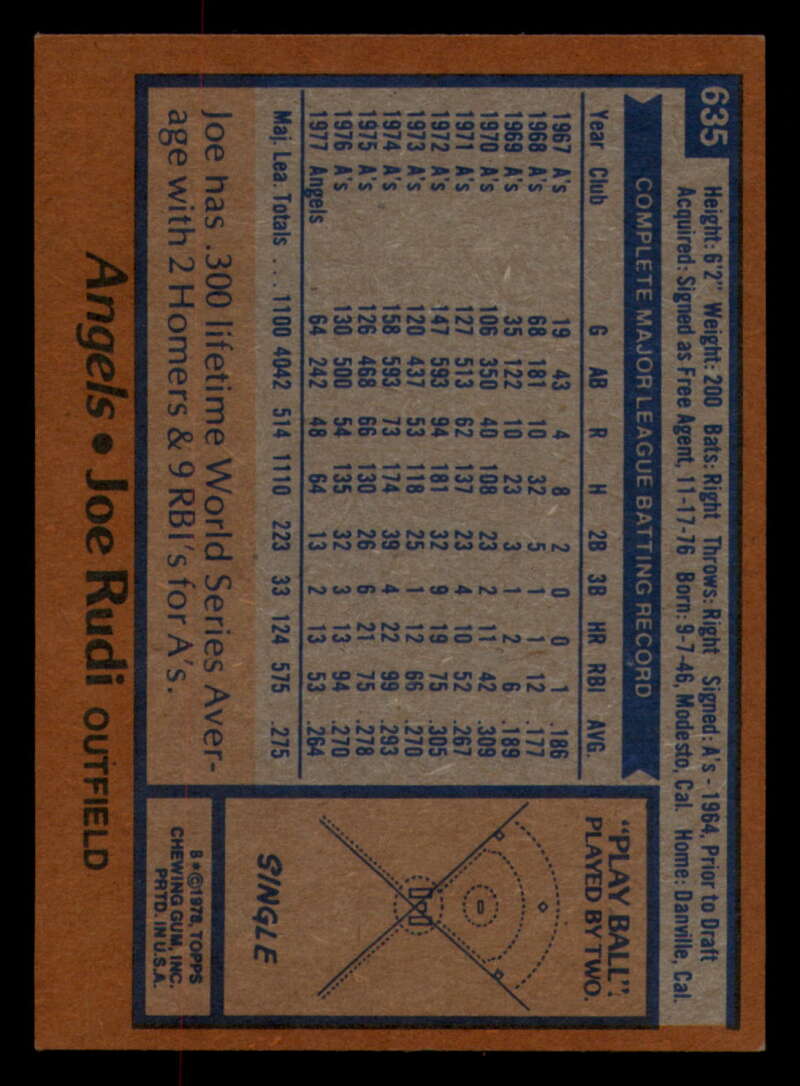 635
Height: 6'2" Weight: 200 Bats: Right Throws: Right Signed: A's - 1964, Prior to Draft
Acquired: Signed as Free Agent, 11-17-76 Born: 9-7-46, Modesto, Cal. Home: Danville, Cal.
COMPLETE MAJOR LEAGUE BATTING RECORD
Year Club G AB R H 2B 3B HR RBI AVG.
1967 A's 19 43 4 8 2 0 0 1 .186
1968 A's 68 181 10 32 5 1 1 12 .177
1969 A's 35 122 10 23 3 1 2 6 .189
1970 A's 106 350 40 108 23 2 11 42 .309
1971 A's 127 513 62 137 23 4 10 52 .267
1972 A's 147 593 94 181 32 9 19 75 .305
1973 A's 120 437 53 118 25 1 12 66 .270
1974 A's 158 593 73 174 39 4 22 99 .293
1975 A's 126 468 66 130 26 6 21 75 .278
1976 A's 130 500 54 135 32 3 13 94 .270
1977 Angels 64 242 48 64 13 2 13 53 .264
Maj. Lea. Totals ... 1100 4042 514 1110 223 33 124 575 .275
Joe has .300 lifetime World Series Aver-
age with 2 Homers & 9 RBI's for A's.
"PLAY BALL":
PLAYED BY TWO.
SINGLE
B*©1978, TOPPS
CHEWING GUM, INC.
PRTD. IN U.S.A.
Angels • Joe Rudi OUTFIELD